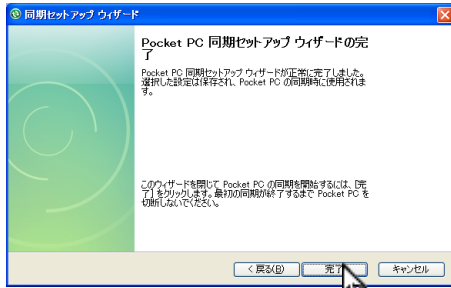 同期セットアップ ウィザード
Pocket PC 同期セットアップ ウィザードの完
了
Pocket PC 同期セットアップ ウィザードが正常に完了しました。
選択した設定は保存され、Pocket PC の同期時に使用されま
す。
このウィザードを閉じて Pocket PC の同期を開始するには、[完
了] をクリックします。最初の同期が終了するまで Pocket PC を
切断しないでください。
< 戻る(B)
完了
キャンセル